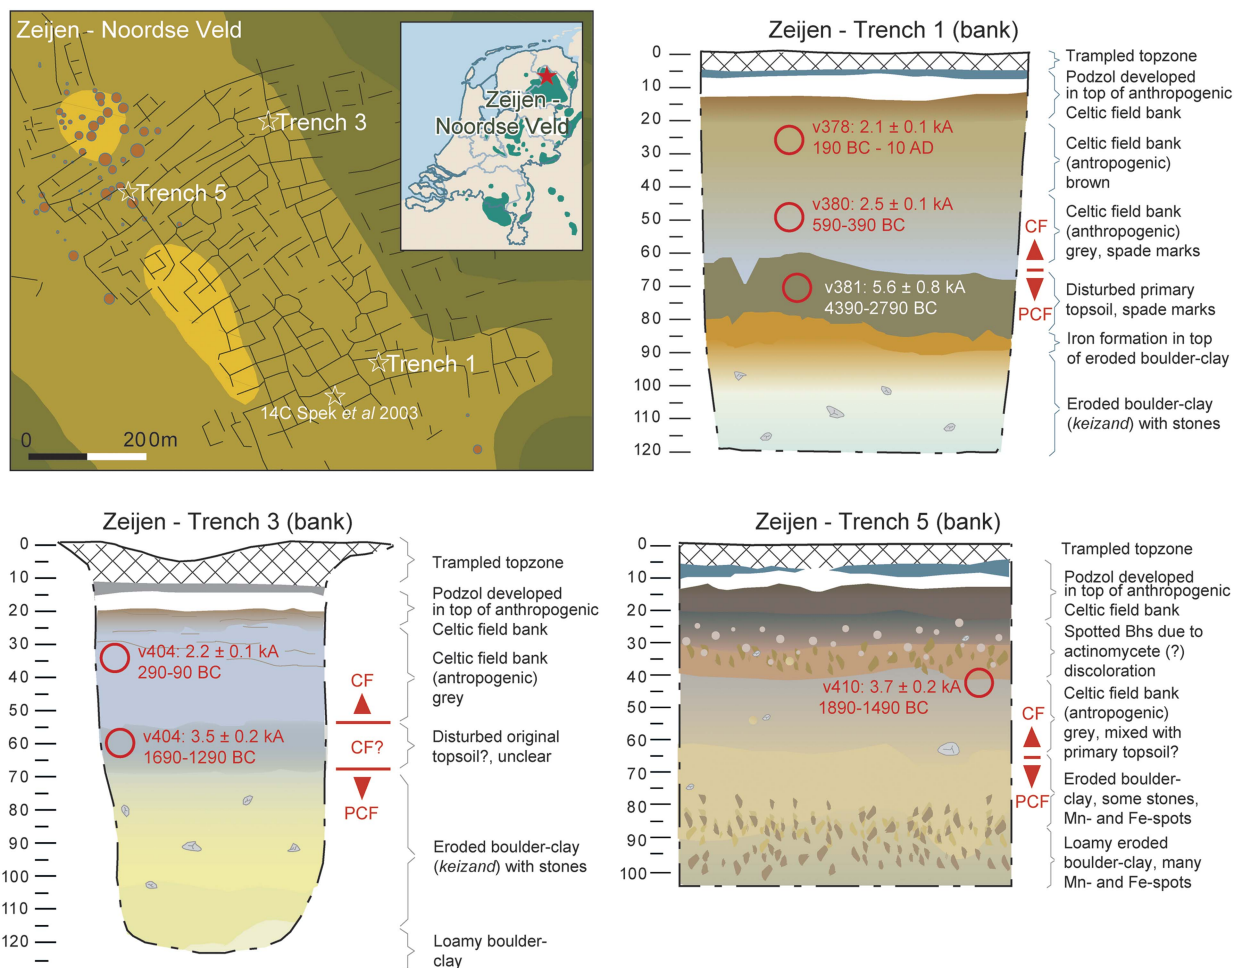 Zeijen - Noordse Veld
Trench 3
Trench 5
Trench 1
14C Spek et al 2003
0
200m
Zeijen -
Noordse Veld
Zeijen - Trench 1 (bank)
0
10
20
30
40
50
60
70
80
90
100
110
120
v378: 2.1 ± 0.1 kA
190 BC - 10 AD
v380: 2.5 ± 0.1 kA
590-390 BC
v381: 5.6 ± 0.8 kA
4390-2790 BC
CF
PCF
Trampled topzone
Podzol developed
in top of anthropogenic
Celtic field bank
Celtic field bank
(antropogenic)
brown
Celtic field bank
(anthropogenic)
grey, spade marks
Disturbed primary
topsoil, spade marks
Iron formation in top
of eroded boulder-clay
Eroded boulder-clay
(keizand) with stones
Zeijen - Trench 3 (bank)
0
10
20
30
40
50
60
70
80
90
100
110
120
v404: 2.2 ± 0.1 kA
290-90 BC
v404: 3.5 ± 0.2 kA
1690-1290 BC
CF
CF?
PCF
Trampled topzone
Podzol developed
in top of anthropogenic
Celtic field bank
Celtic field bank
(antropogenic)
grey
Disturbed original
topsoil?, unclear
Eroded boulder-clay
(keizand) with stones
Loamy boulder-
clay
Zeijen - Trench 5 (bank)
0
10
20
30
40
50
60
70
80
90
100
v410: 3.7 ± 0.2 kA
1890-1490 BC
CF
PCF
Trampled topzone
Podzol developed
in top of anthropogenic
Celtic field bank
Spotted Bhs due to
actinomycete (?)
discoloration
Celtic field bank
(antropogenic)
grey, mixed with
primary topsoil?
Eroded boulder-
clay, some stones,
Mn- and Fe-spots
Loamy eroded
boulder-clay, many
Mn- and Fe-spots